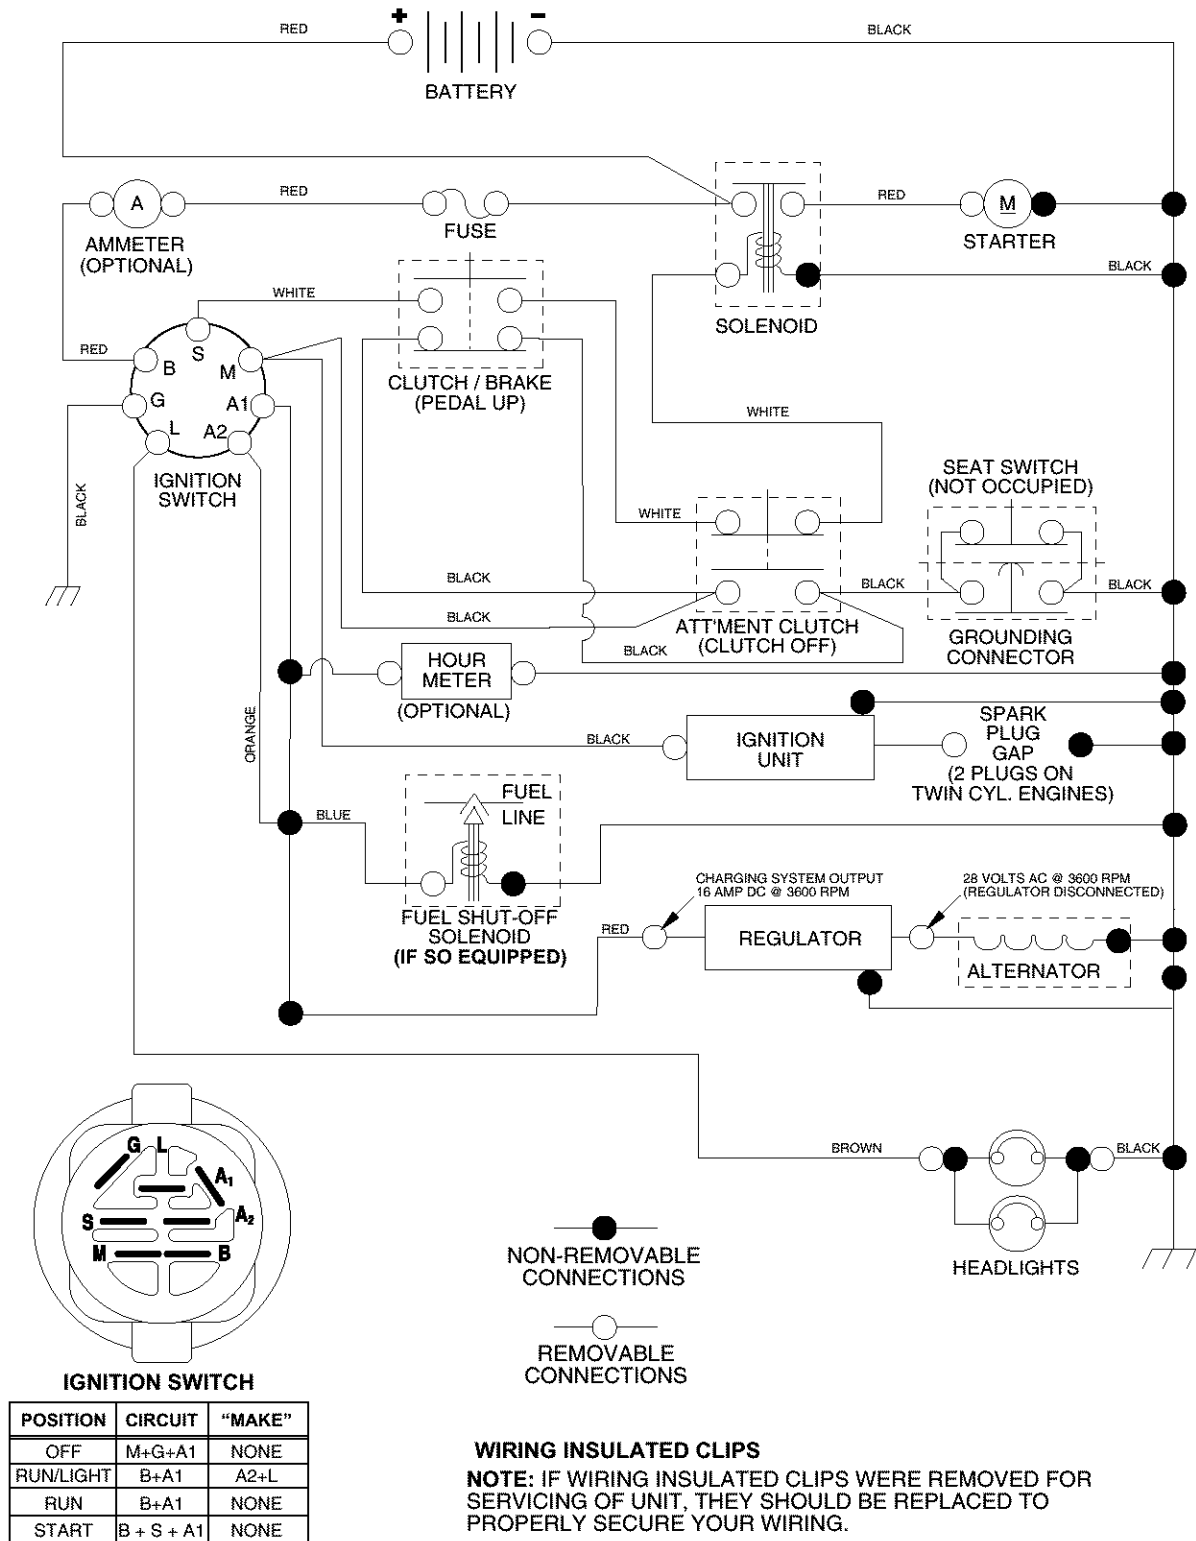 + -
RED
BLACK
BATTERY
A
RED
RED
M
AMMETER
(OPTIONAL)
FUSE
STARTER
BLACK
WHITE
SOLENOID
RED
S
B
M
CLUTCH / BRAKE
(PEDAL UP)
G
A1
L
A2
WHITE
IGNITION
SWITCH
SEAT SWITCH
(NOT OCCUPIED)
BLACK
WHITE
BLACK
BLACK
BLACK
BLACK
ATT'MENT CLUTCH
(CLUTCH OFF)
GROUNDING
CONNECTOR
BLACK
HOUR
METER
(OPTIONAL)
ORANGE
BLACK
IGNITION
UNIT
SPARK
PLUG
GAP
(2 PLUGS ON
TWIN CYL. ENGINES)
FUEL
LINE
BLUE
CHARGING SYSTEM OUTPUT
16 AMP DC @ 3600 RPM
28 VOLTS AC @ 3600 RPM
(REGULATOR DISCONNECTED)
FUEL SHUT-OFF
SOLENOID
(IF SO EQUIPPED)
RED
REGULATOR
ALTERNATOR
G L
A1
S
A2
M
B
BROWN
BLACK
HEADLIGHTS
NON-REMOVABLE
CONNECTIONS
REMOVABLE
CONNECTIONS
IGNITION SWITCH
POSITION CIRCUIT “MAKE”
OFF M+G+A1 NONE
RUN/LIGHT B+A1 A2+L
RUN B+A1 NONE
START B + S + A1 NONE
WIRING INSULATED CLIPS
NOTE: IF WIRING INSULATED CLIPS WERE REMOVED FOR
SERVICING OF UNIT, THEY SHOULD BE REPLACED TO
PROPERLY SECURE YOUR WIRING.